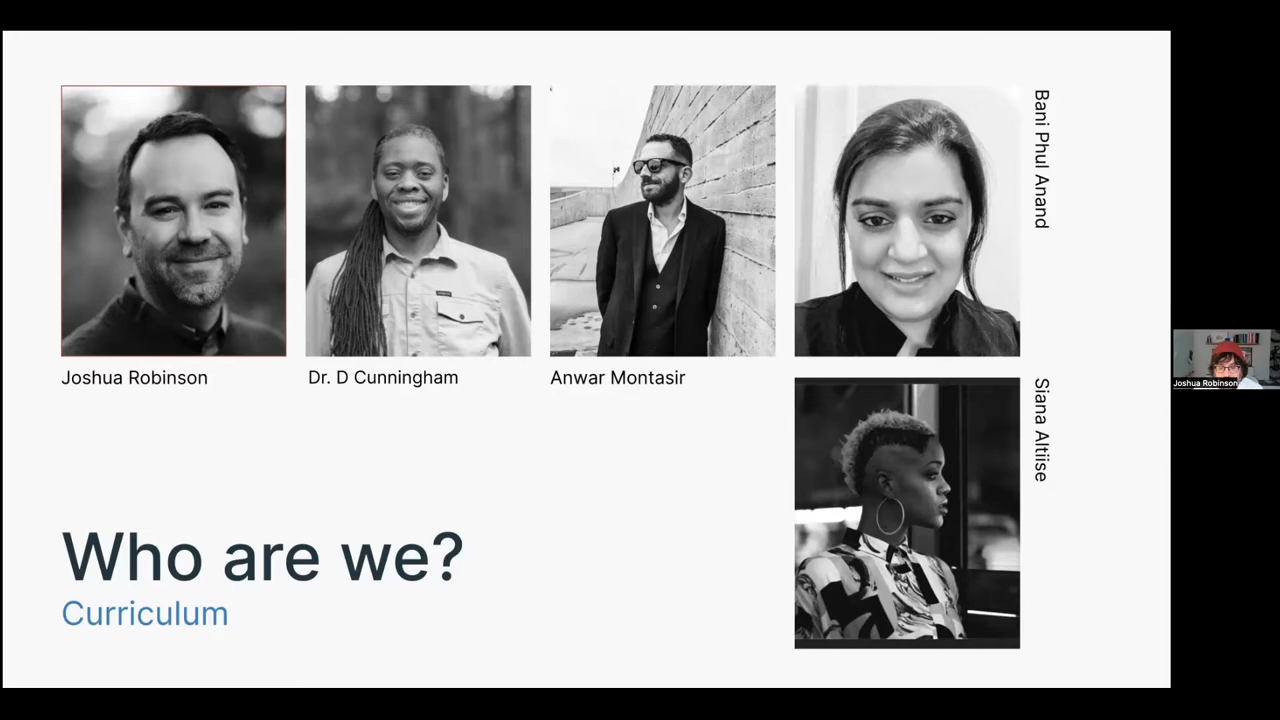 Joshua Robinson
Dr. D Cunningham
Anwar Montasir
Bani Phul Anand
Siana Altiise
Who are we?
Curriculum
Joshua Robinson